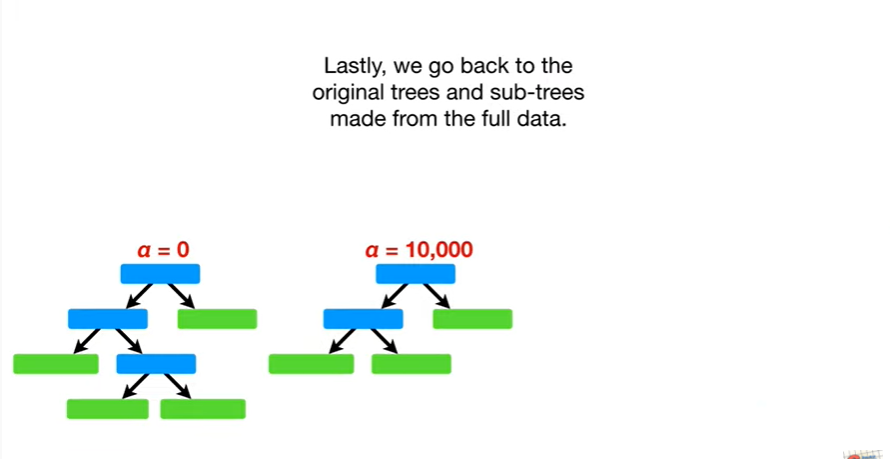 Lastly, we go back to the
original trees and sub-trees
made from the full data.
α = 0
α = 10,000